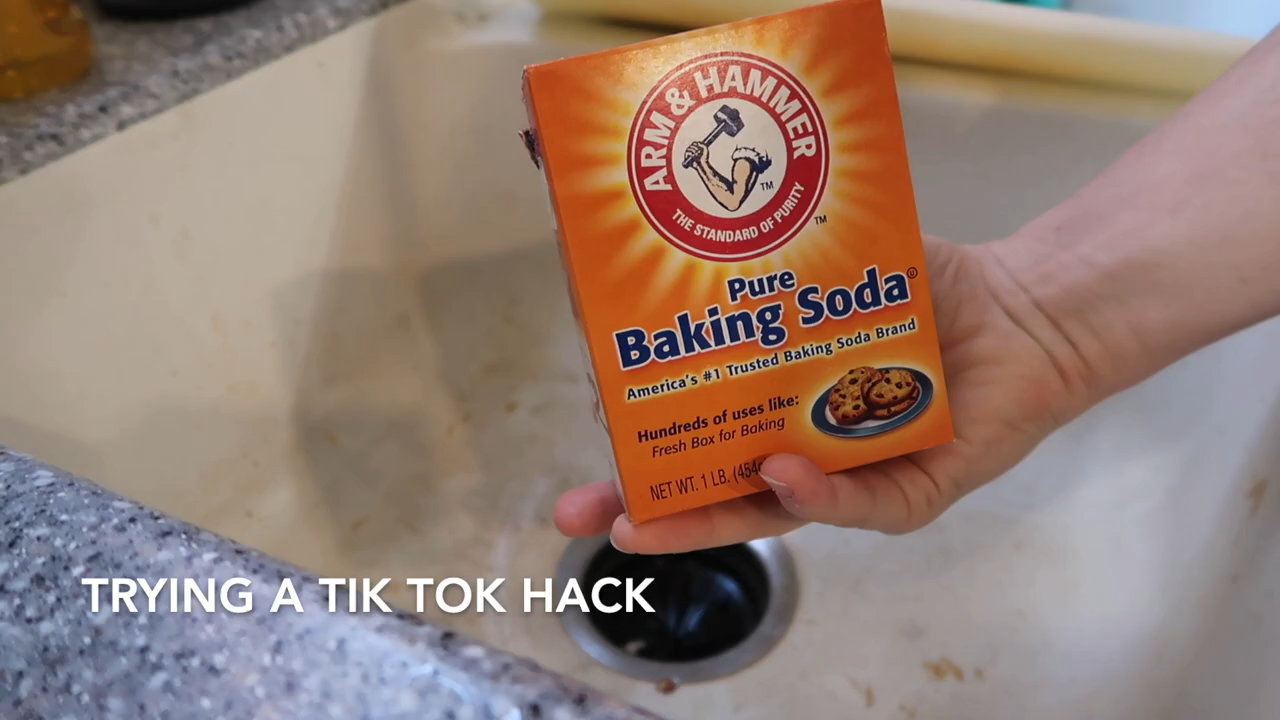 ARM & HAMMER
TM
THE STANDARD OF PURITY
TM
Pure
Baking Soda
America's #1 Trusted Baking Soda Brand
Hundreds of uses like:
Fresh Box for Baking
NET WT. 1 LB. (454
TRYING A TIK TOK HACK